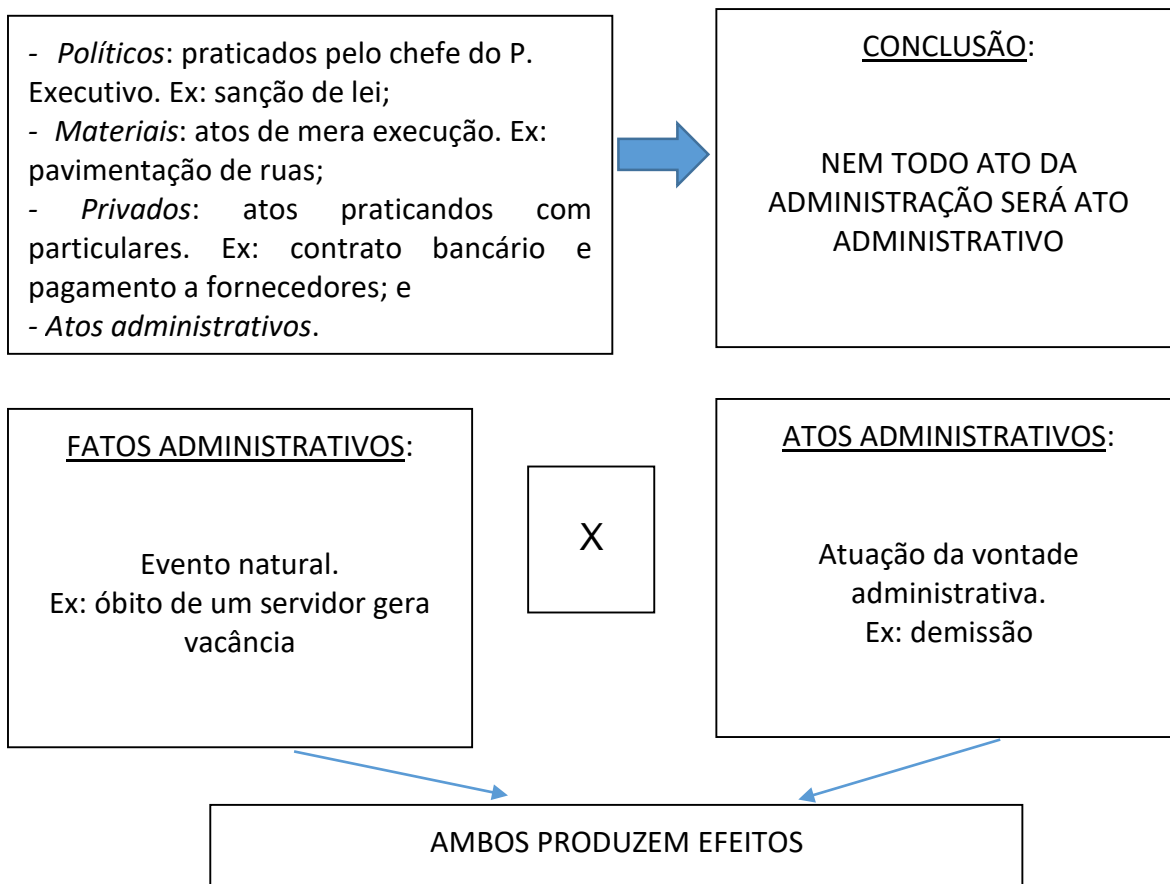 - Políticos: praticados pelo chefe do P.
Executivo. Ex: sanção de lei;
- Materiais: atos de mera execução. Ex:
pavimentação de ruas;
- Privados: atos praticandos com
particulares. Ex: contrato bancário e
pagamento a fornecedores; e
- Atos administrativos.
CONCLUSÃO:
NEM TODO ATO DA
ADMINISTRAÇÃO SERÁ ATO
ADMINISTRATIVO
FATOS ADMINISTRATIVOS:
Evento natural.
Ex: óbito de um servidor gera
vacância
X
ATOS ADMINISTRATIVOS:
Atuação da vontade
administrativa.
Ex: demissão
AMBOS PRODUZEM EFEITOS